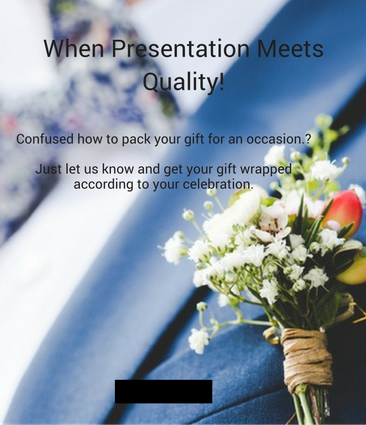 When Presentation Meets
Quality!
Confused how to pack your gift for an occasion.?
Just let us know and get your gift wrapped
according to your celebration.